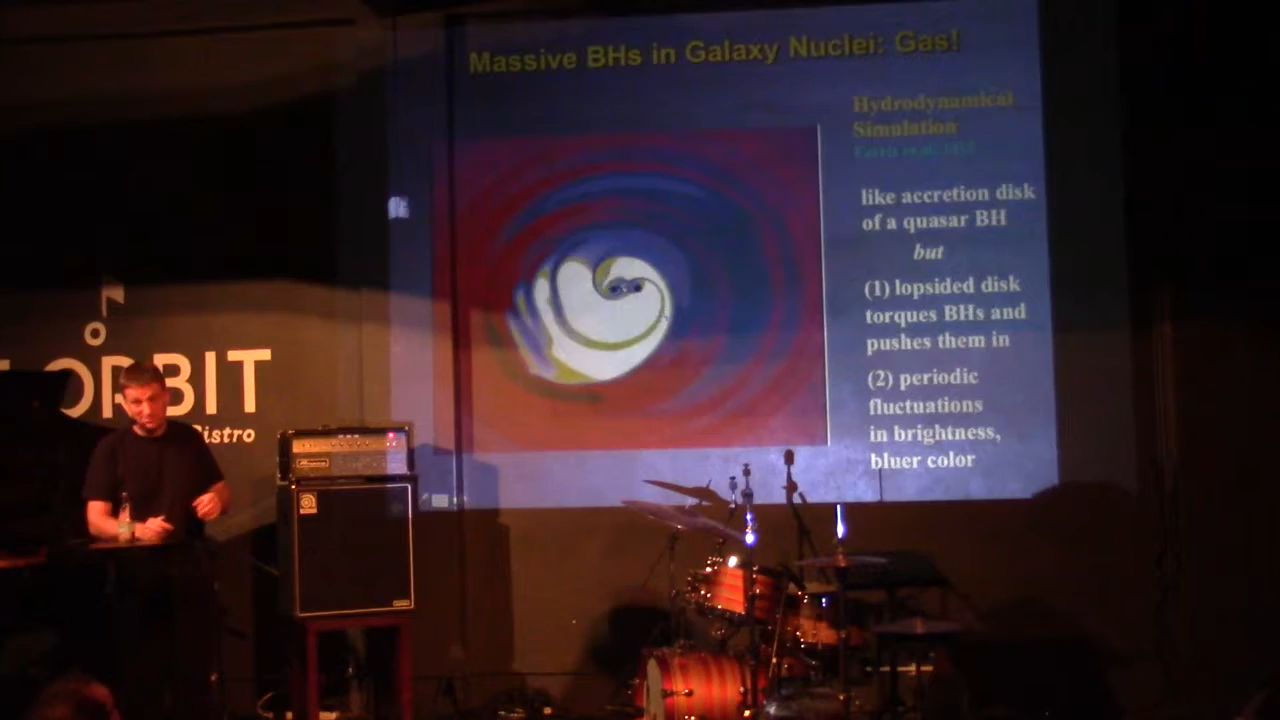 Massive BHs in Galaxy Nuclei: Gas!
Hydrodynamical
Simulation
like accretion disk
of a quasar BH
but
(1) lopsided disk
torques BHs and
pushes them in
(2) periodic
fluctuations
in brightness,
bluer color
ORBIT
Bistro